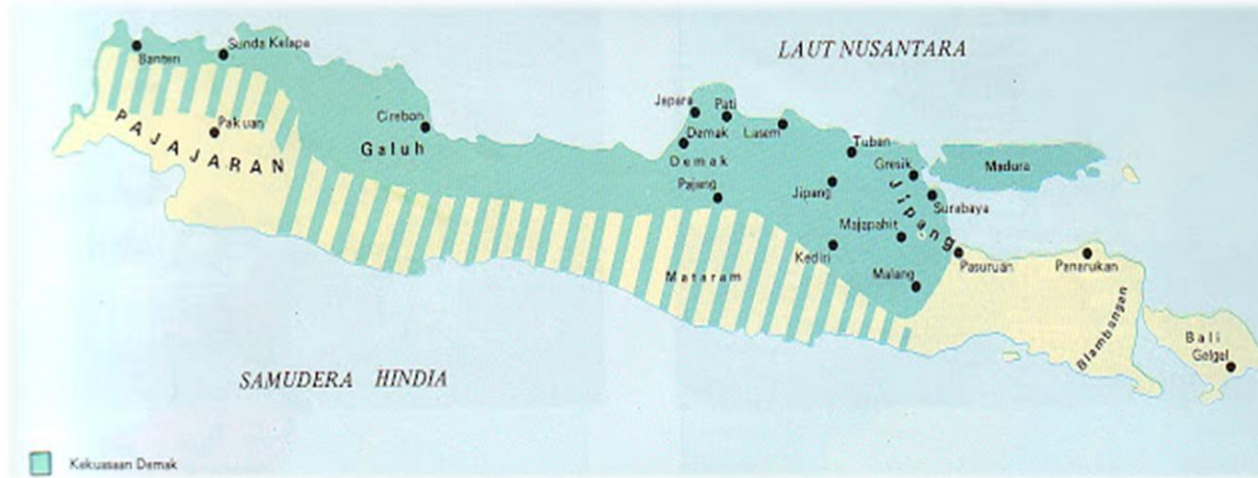 LAUT NUSANTARA
Banten
Sunda Kelapa
PAJAJARAN
Pakuan
Cirebon
Galuh
Japara
Pati
Demak
Lasem
Demak
Tuban
Gresik
Madura
Pajang
Jipang
Jipang
Surabaya
Majapahit
Kediri
Mataram
Malang
Pasuruan
Panarukan
Blambangan
Bali
Gelgel
SAMUDERA HINDIA
Kekuasaan Demak